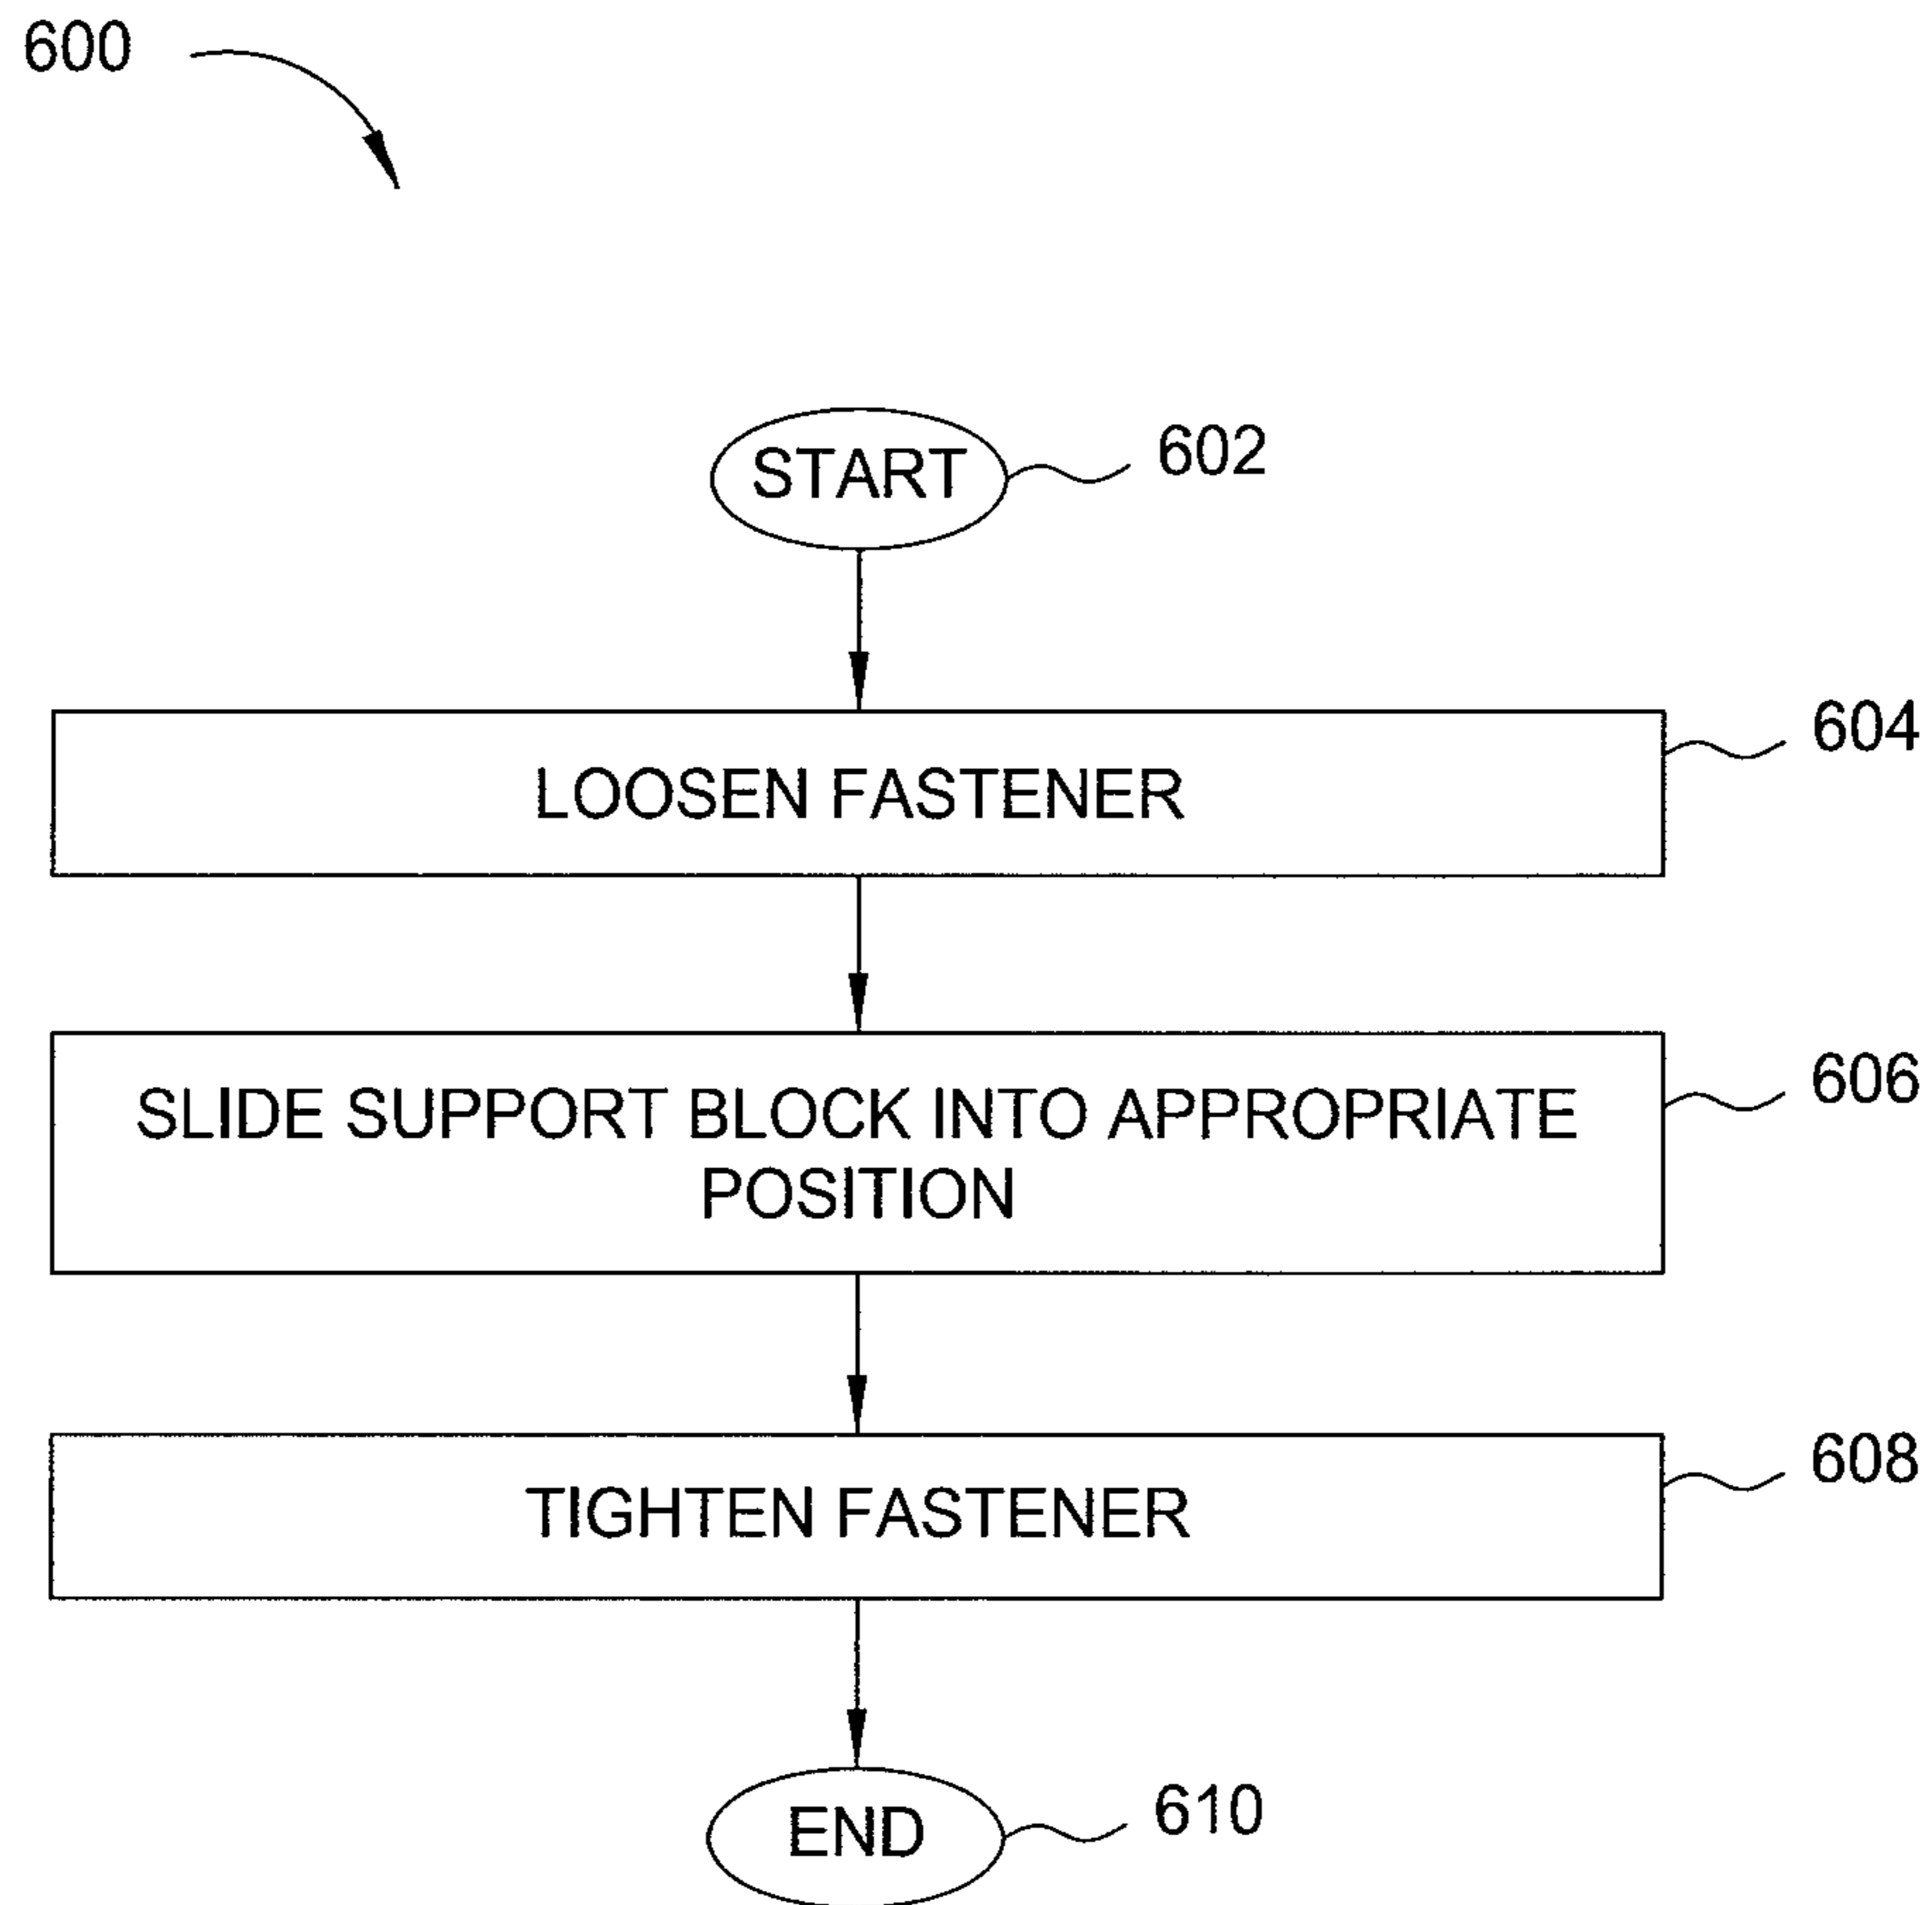 600
START
602
LOOSEN FASTENER
604
SLIDE SUPPORT BLOCK INTO APPROPRIATE
POSITION
606
TIGHTEN FASTENER
608
END
610